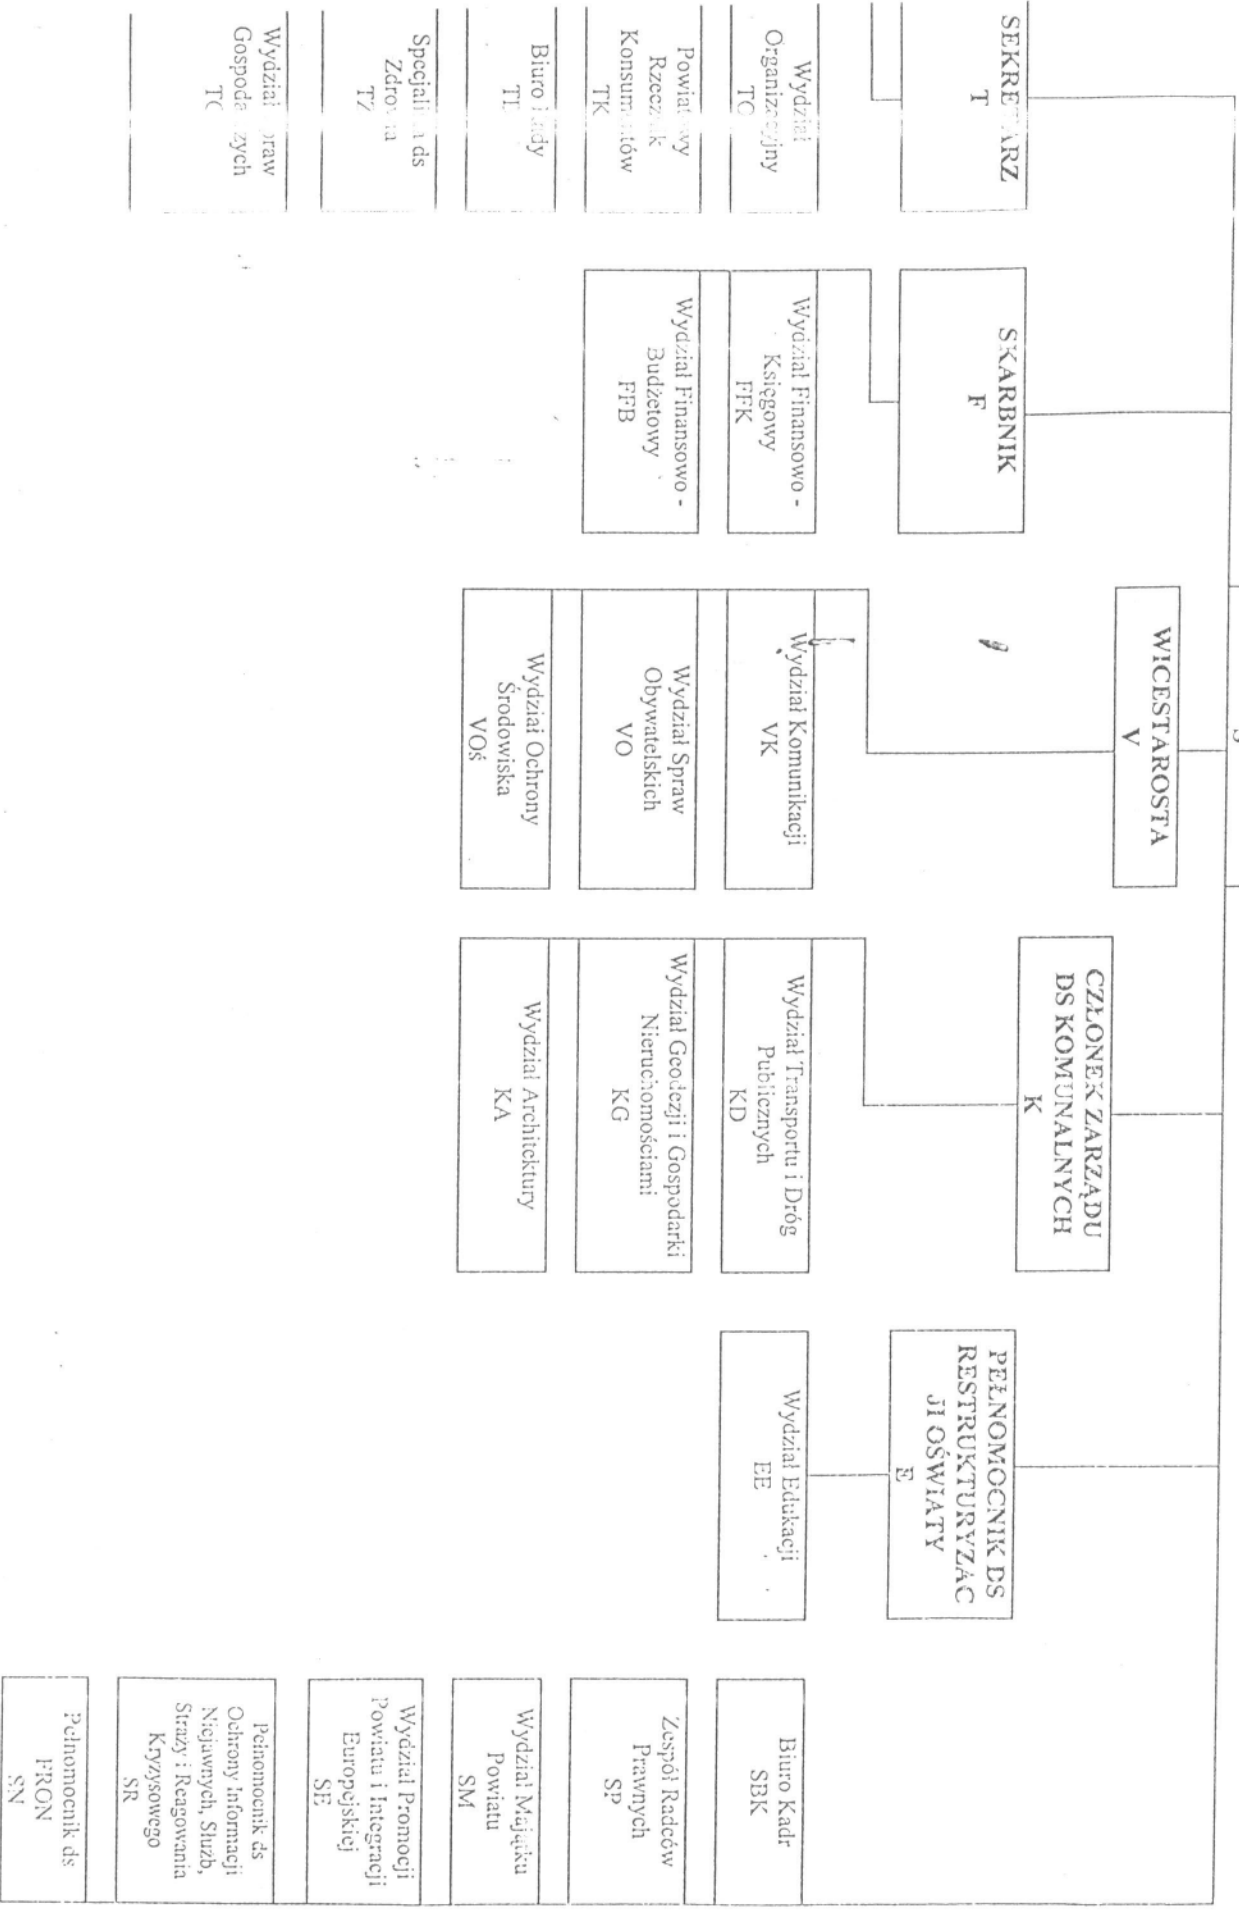 SEKRETARZ
T
Wydział
Organizacyjny
Powiatowy
Rzecznik
Konsumentów
TK
Biuro Rady
Specjalista ds
Zdrowia
TZ
Wydział Spraw
Gospodarczych
SKARBNIK
F
Wydział Finansowo -
Księgowy
FFK
Wydział Finansowo -
Budżetowy
FFB
WICESTAROSTA
V
Wydział Komunikacji
VK
Wydział Spraw
Obywatelskich
VO
Wydział Ochrony
Środowiska
VOŚ
CZŁONEK ZARZĄDU
DS KOMUNALNYCH
K
Wydział Transportu i Dróg
Publicznych
KD
Wydział Geodezji i Gospodarki
Nieruchomościami
KG
Wydział Architektury
KA
PEŁNOMOCNIK DS
RESTRUKTURYZAC
JI OŚWIATY
E
Wydział Edukacji
EE
Biuro Kadr
SBK
Zespół Radców
Prawnych
SP
Wydział Majątku
Powiatu
SM
Wydział Promocji
Powiatu i Integracji
Europejskiej
SE
Pełnomocnik ds
Ochrony Informacji
Niejawnych, Służb,
Straży i Reagowania
Kryzysowego
SR
Pełnomocnik ds
FRON
SN